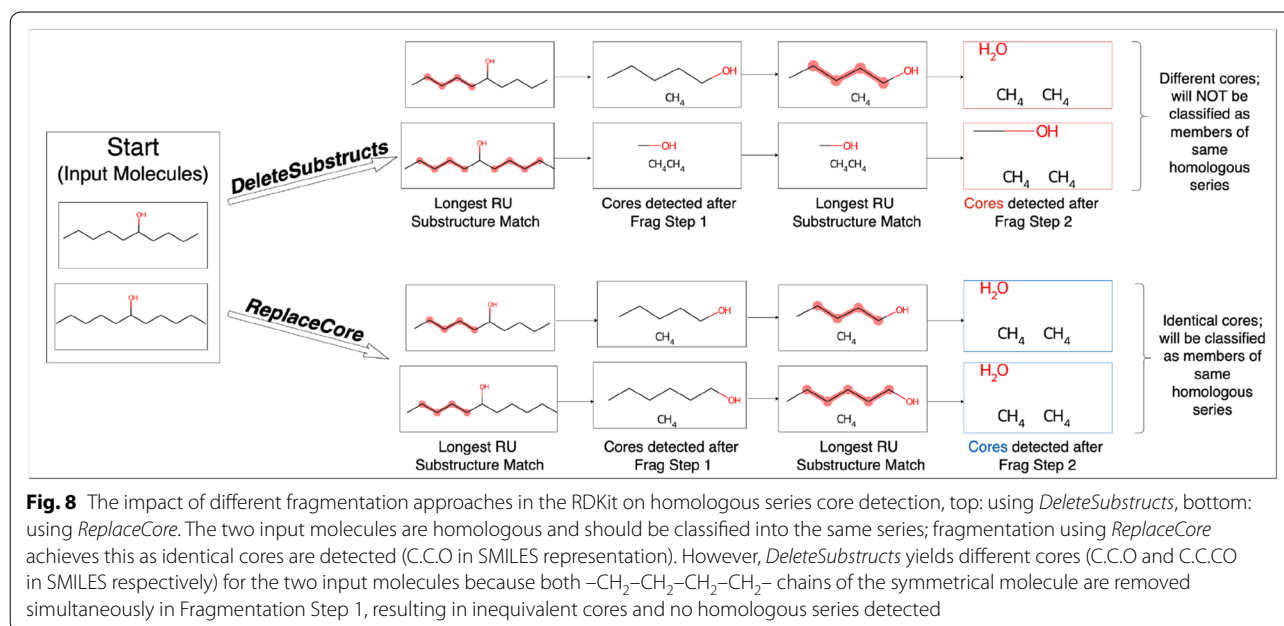 OH
OH
CH4
OH
CH4
H2O
CH4 CH4
Different cores;
will NOT be
classified as
members of
same
homologous
series
Start
(Input Molecules)
DeleteSubstructs
OH
OH
CH4CH4
OH
CH4CH4
OH
CH4 CH4
Longest RU
Substructure Match
Cores detected after
Frag Step 1
Longest RU
Substructure Match
Cores detected after
Frag Step 2
OH
OH
ReplaceCore
OH
OH
CH4
OH
CH4
H2O
CH4 CH4
Identical cores;
will be classified
as members of
same
homologous
series
OH
OH
CH4
OH
CH4
H2O
CH4 CH4
Longest RU
Substructure Match
Cores detected after
Frag Step 1
Longest RU
Substructure Match
Cores detected after
Frag Step 2
Fig. 8 The impact of different fragmentation approaches in the RDKit on homologous series core detection, top: using DeleteSubstructs, bottom:
using ReplaceCore. The two input molecules are homologous and should be classified into the same series; fragmentation using ReplaceCore
achieves this as identical cores are detected (C.C.O in SMILES representation). However, DeleteSubstructs yields different cores (C.C.O and C.C.CO
in SMILES respectively) for the two input molecules because both –CH2–CH2–CH2–CH2– chains of the symmetrical molecule are removed
simultaneously in Fragmentation Step 1, resulting in inequivalent cores and no homologous series detected